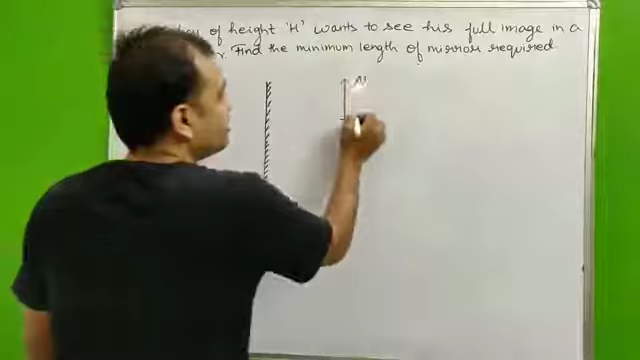 of height 'H' wants to see his full image in a
Find the minimum length of mirror required.
A'